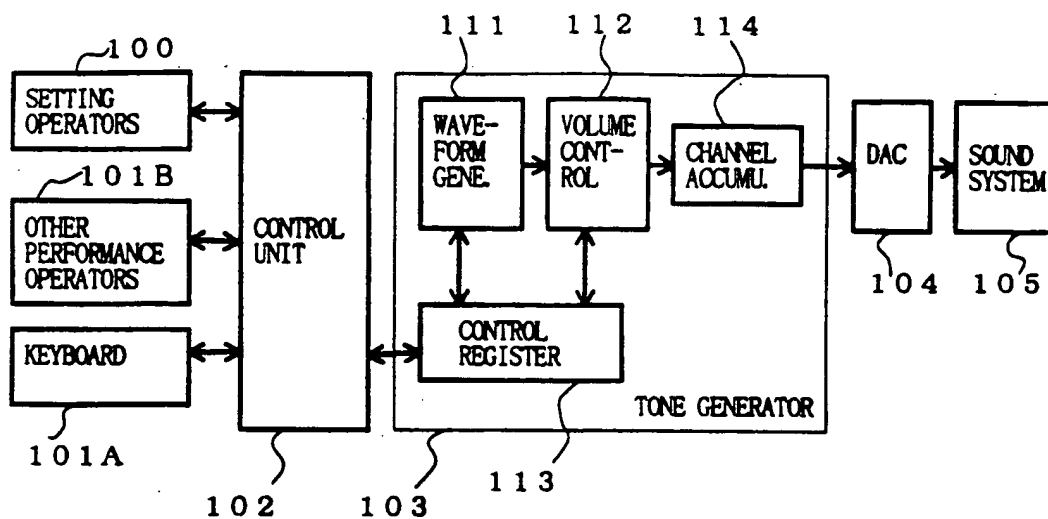 100
SETTING
OPERATORS
101B
OTHER
PERFORMANCE
OPERATORS
KEYBOARD
101A
CONTROL
UNIT
102
111
WAVE-
FORM
GENE.
112
VOLUME
CONT-
ROL
114
CHANNEL
ACCUMU.
CONTROL
REGISTER
113
TONE GENERATOR
103
DAC
104
SOUND
SYSTEM
105